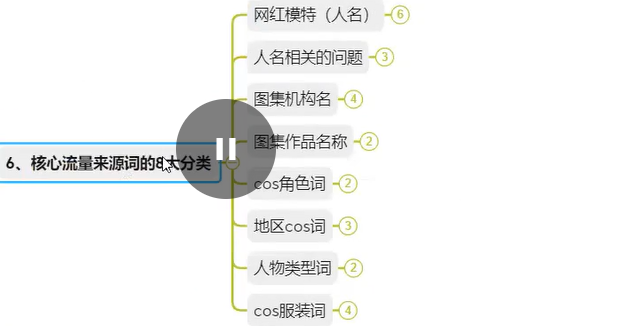 网红模特（人名） 6
人名相关的问题 3
图集机构名 4
6、核心流量来源词的8大分类
图集作品名称 2
cos角色词 2
地区cos词 3
人物类型词 2
cos服装词 4